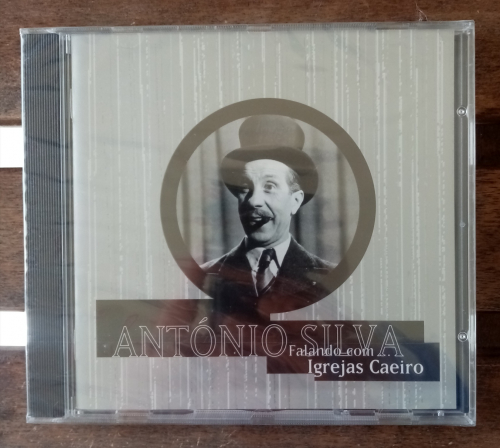 ANTÓNIO SILVA
Falando com
Igrejas Caeiro